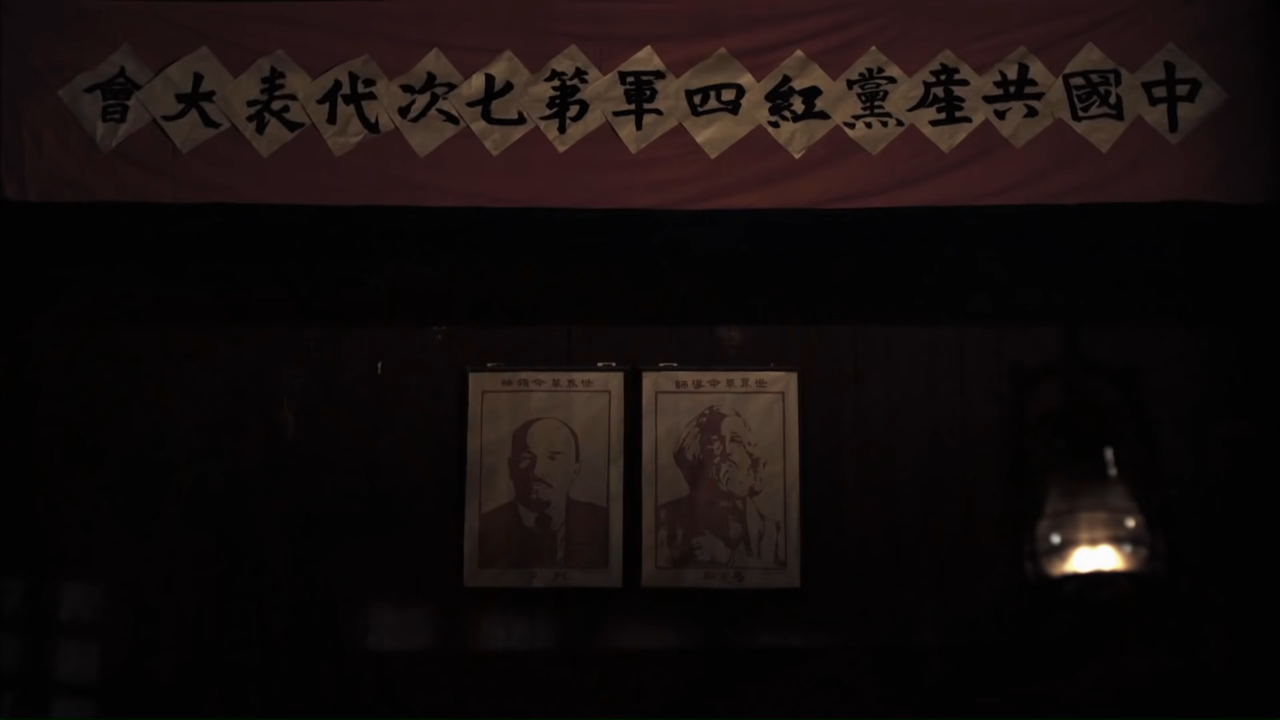 中國共産黨紅四軍第七次代表大會
世界革命導師
世界革命領袖